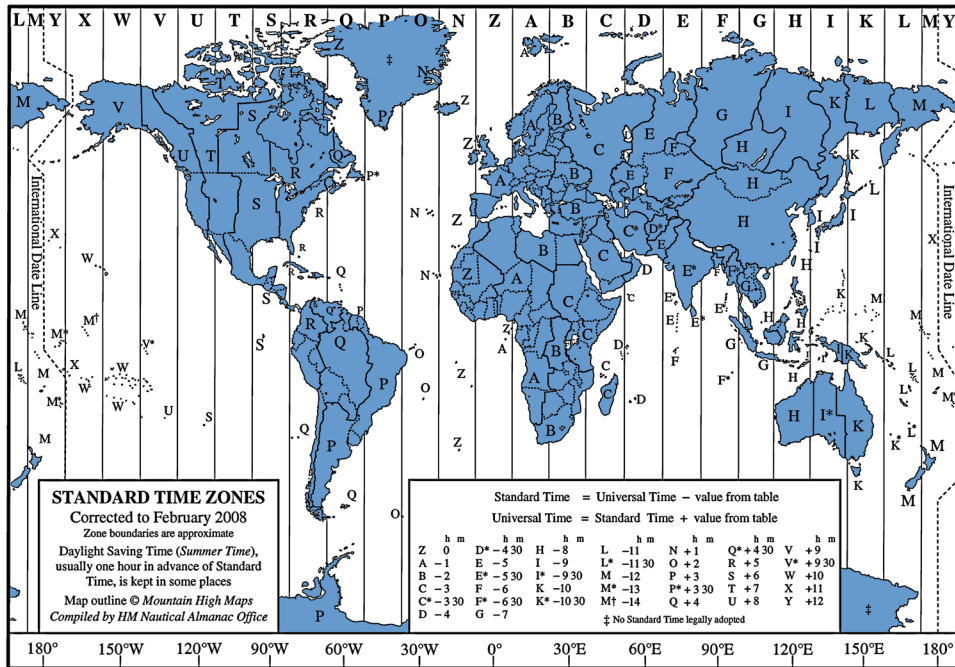 L M Y X W V U T S R Q P O N Z A B C D E F G H I K L M Y
Z ‡ N A
M V S P Z A B C D E F G H I K L M
U T R Q P*
Z A B C E F H K
S R N Z B C* D* E H I K L
International Date Line
International Date Line
X W R Q N Z A B C D E* F F* G H I K M X
M M* M† V* S R Q P O Z A B C D E E* F G H I K L M
L M X W W U S Q P O Z A B C D F F* G H I* K L* M
M Q P Z H K K* L* M
STANDARD TIME ZONES
Corrected to February 2008
Zone boundaries are approximate
Daylight Saving Time (Summer Time),
usually one hour in advance of Standard
Time, is kept in some places
Map outline © Mountain High Maps
Compiled by HM Nautical Almanac Office
Q
O
P
Standard Time = Universal Time – value from table
Universal Time = Standard Time + value from table
h m h m h m h m h m h m h m
Z 0 D* – 4 30 H – 8 L –11 N + 1 Q* + 4 30 V + 9
A – 1 E – 5 I – 9 L* –11 30 O + 2 R + 5 V* + 9 30
B – 2 E* – 5 30 I* – 9 30 M –12 P + 3 S + 6 W +10
C – 3 F – 6 K –10 M* –13 P* + 3 30 T + 7 X +11
C* – 3 30 F* – 6 30 K* –10 30 M† –14 Q + 4 U + 8 Y +12
D – 4 G – 7 ‡ No Standard Time legally adopted
‡
180° 150°W 120°W 90°W 60°W 30°W 0° 30°E 60°E 90°E 120°E 150°E 180°